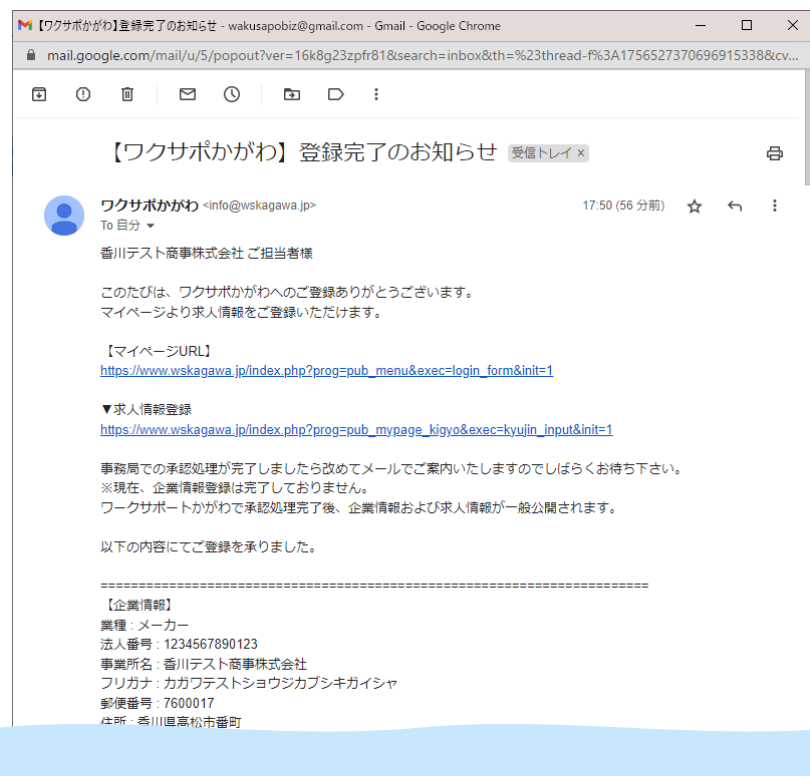 【ワクサポかがわ】登録完了のお知らせ - wakusapobiz@gmail.com - Gmail - Google Chrome
mail.google.com/mail/u/5/popout?ver=16k8g23zpfr81&search=inbox&th=%23thread-f%3A1756527370696915338&cv...
【ワクサポかがわ】登録完了のお知らせ 受信トレイ ×
ワクサポかがわ <info@wskagawa.jp> 17:50 (56 分前)
To 自分
香川テスト商事株式会社 ご担当者様
このたびは、ワクサポかがわへのご登録ありがとうございます。
マイページより求人情報をご登録いただけます。
【マイページURL】
https://www.wskagawa.jp/index.php?prog=pub_menu&exec=login_form&init=1
▼求人情報登録
https://www.wskagawa.jp/index.php?prog=pub_mypage_kigyo&exec=kyujin_input&init=1
事務局での承認処理が完了しましたら改めてメールでご案内いたしますのでしばらくお待ち下さい。
※現在、企業情報登録は完了しておりません。
ワークサポートかがわで承認処理完了後、企業情報および求人情報が一般公開されます。
以下の内容にてご登録を承りました。
========================================================================
【企業情報】
業種 : メーカー
法人番号 : 1234567890123
事業所名 : 香川テスト商事株式会社
フリガナ : カガワテストショウジカブシキガイシャ
郵便番号 : 7600017
住所 : 香川県高松市番町